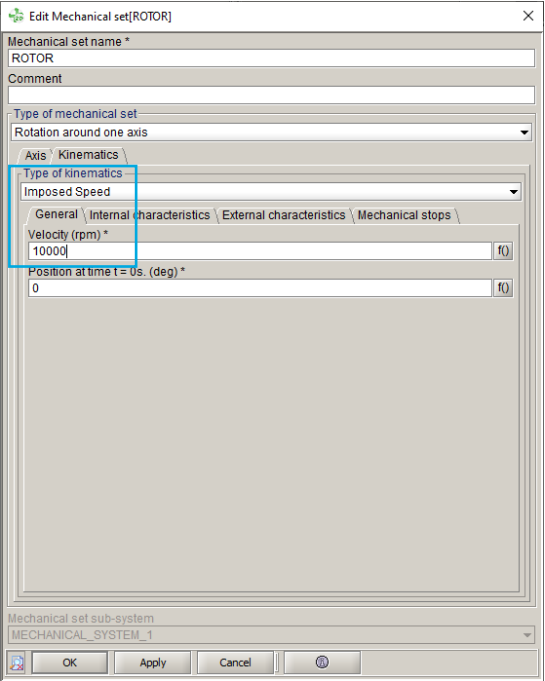 Edit Mechanical set[ROTOR]
Mechanical set name *
ROTOR
Comment
Type of mechanical set
Rotation around one axis
Axis Kinematics
Type of kinematics
Imposed Speed
General Internal characteristics External characteristics Mechanical stops
Velocity (rpm) *
10000 f()
Position at time t = 0s. (deg) *
0 f()
Mechanical set sub-system
MECHANICAL_SYSTEM_1
OK Apply Cancel